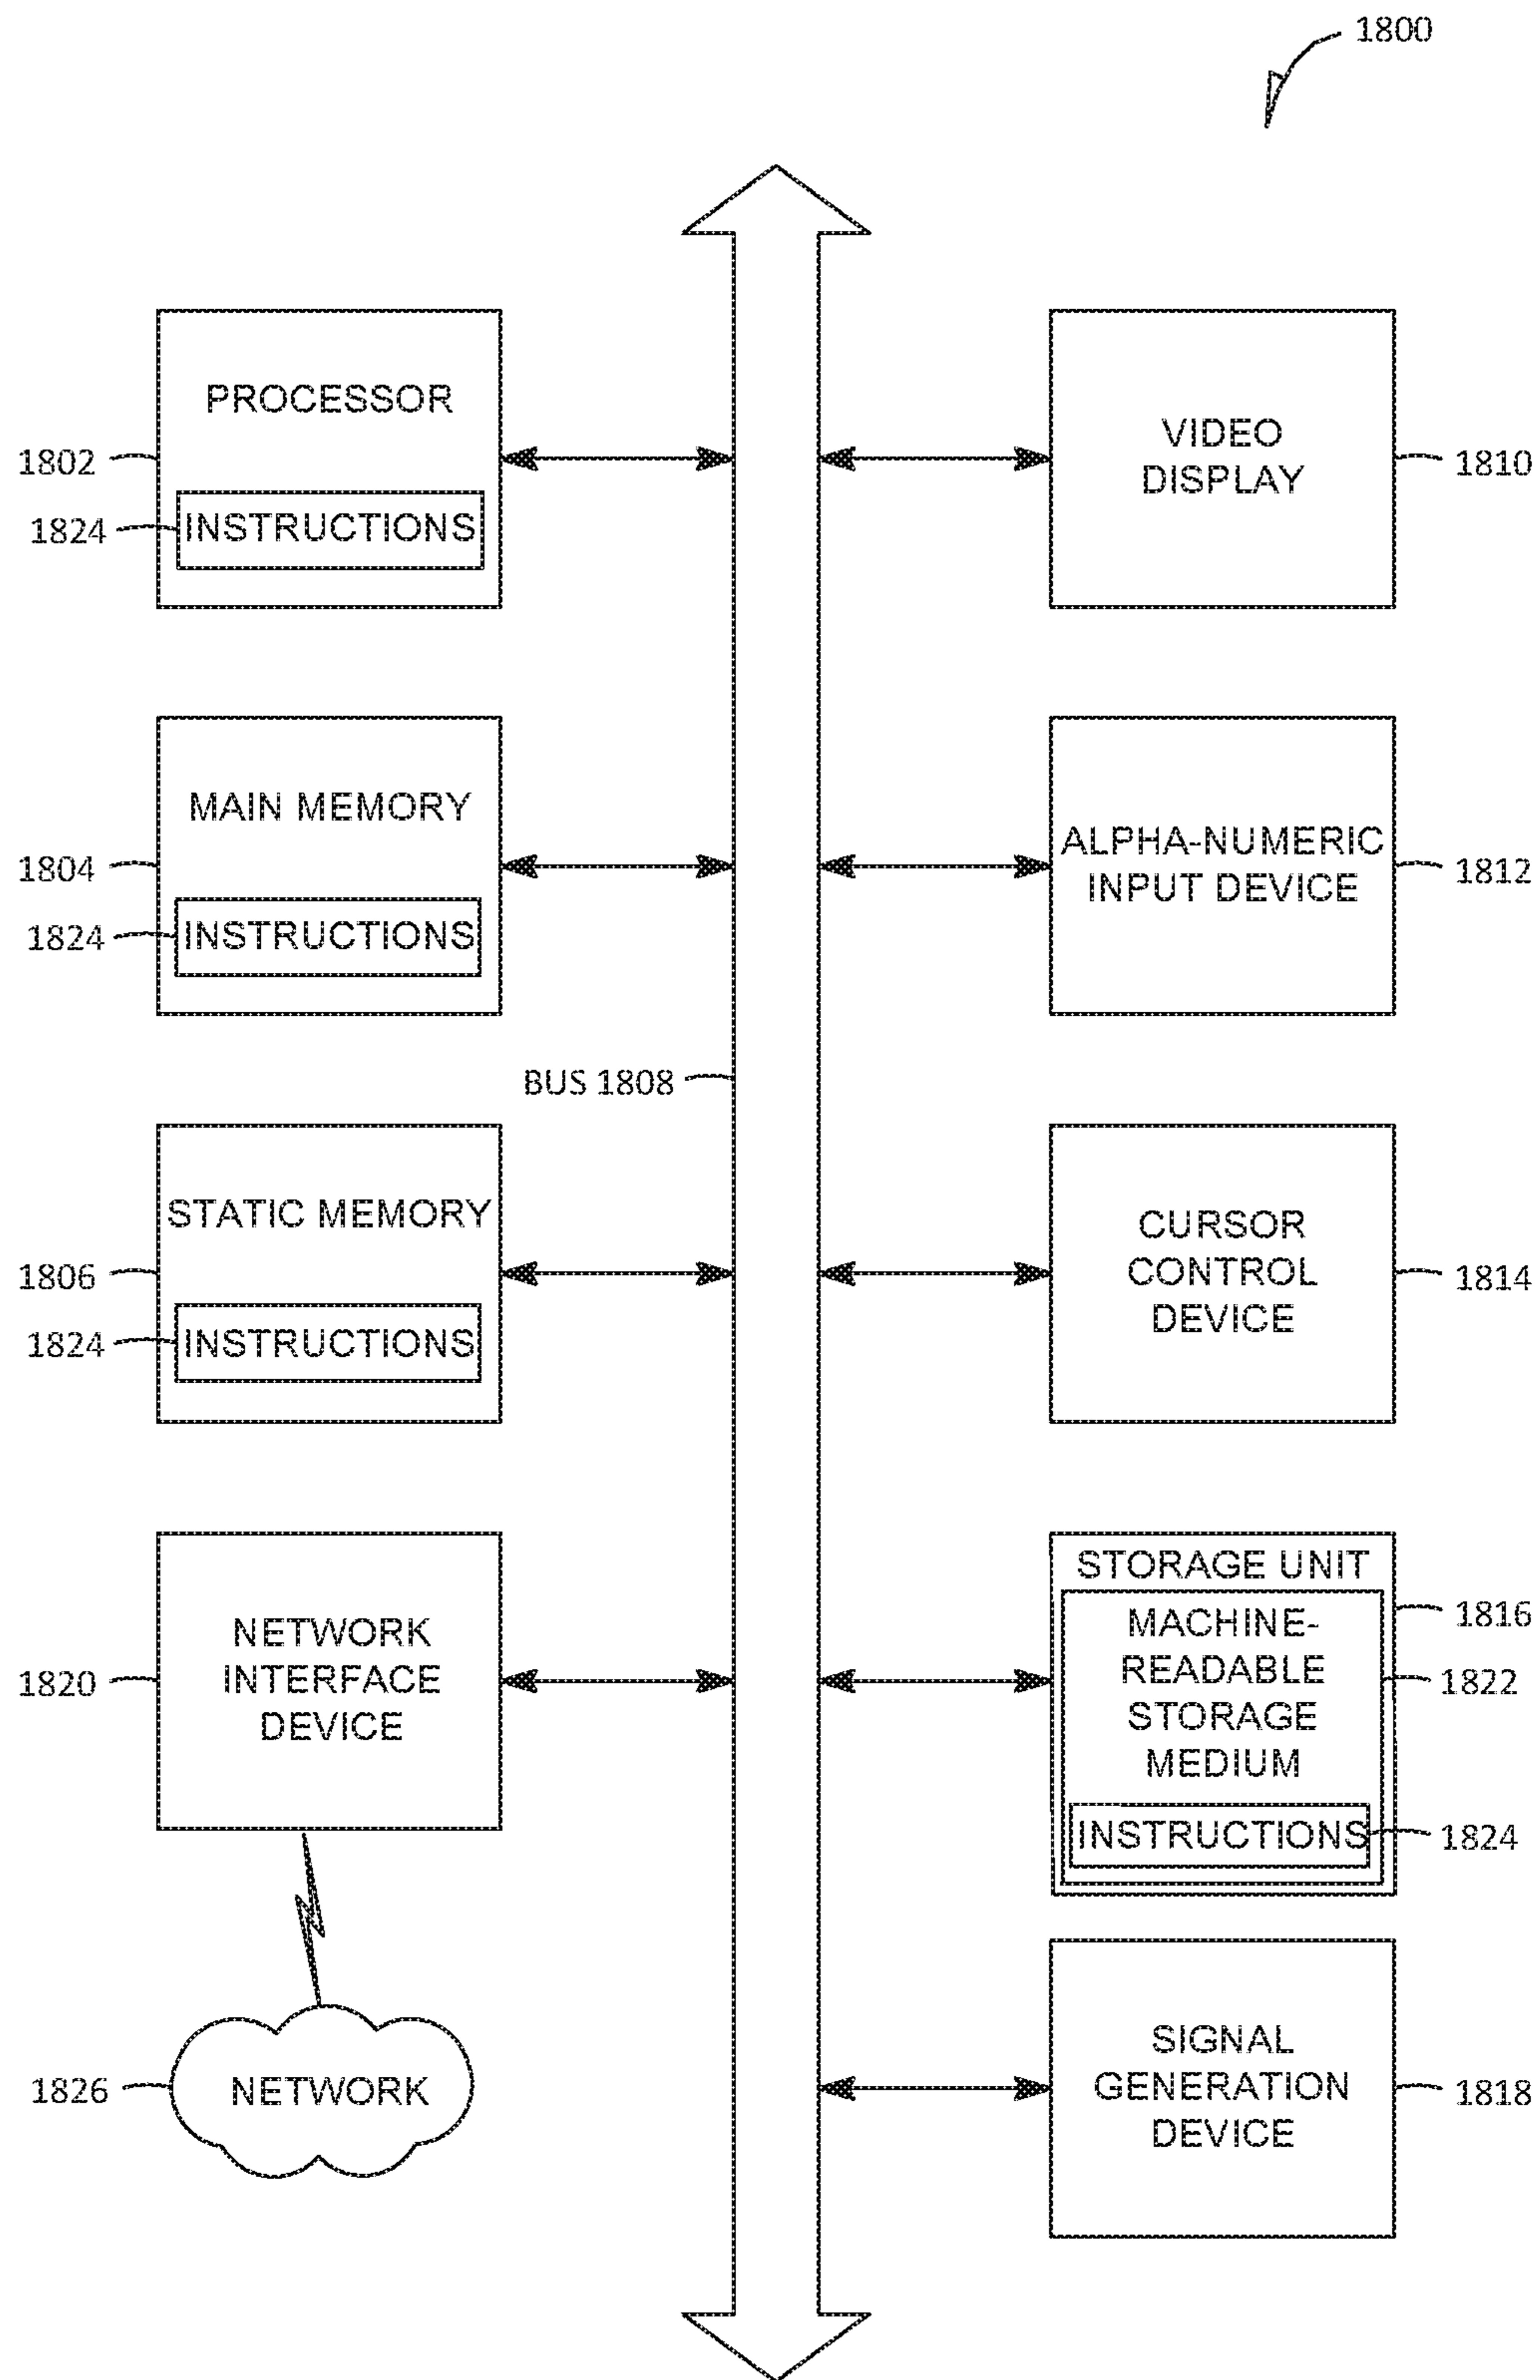 1800
PROCESSOR
1802
1824
INSTRUCTIONS
VIDEO
DISPLAY
1810
MAIN MEMORY
1804
1824
INSTRUCTIONS
ALPHA-NUMERIC
INPUT DEVICE
1812
BUS 1808
STATIC MEMORY
1806
1824
INSTRUCTIONS
CURSOR
CONTROL
DEVICE
1814
NETWORK
INTERFACE
DEVICE
1820
STORAGE UNIT
1816
MACHINE-
READABLE
STORAGE
MEDIUM
1822
INSTRUCTIONS
1824
1826
NETWORK
SIGNAL
GENERATION
DEVICE
1818